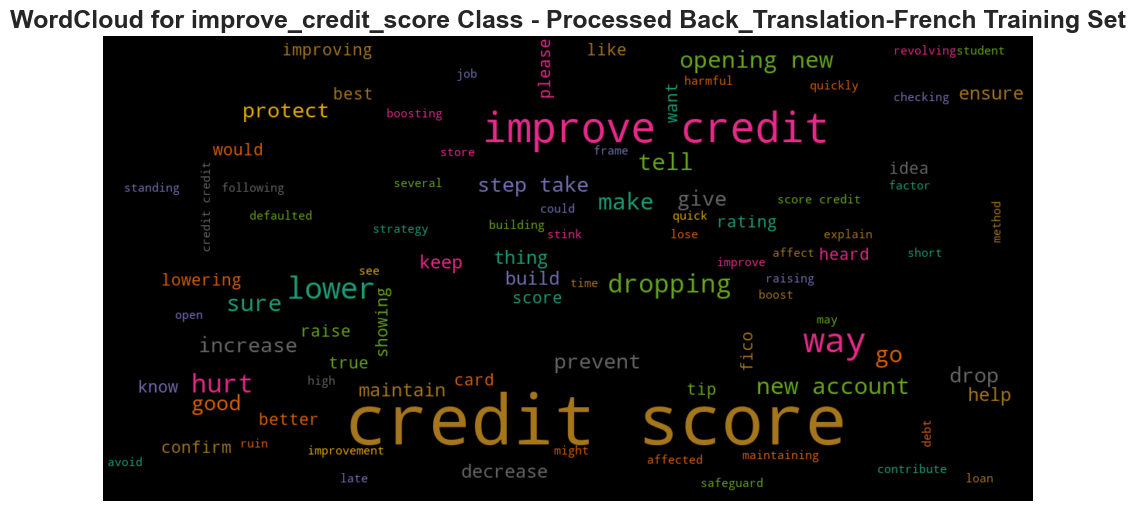 WordCloud for improve_credit_score Class - Processed Back_Translation-French Training Set
improving
like
please
opening new
revolving
student
job
harmful
quickly
best
want
checking
ensure
protect
boosting
improve credit
would
store
frame
tell
idea
standing
credit credit
following
several
step take
make
give
score credit
factor
defaulted
could
quick
rating
method
strategy
building
stink
lose
explain
keep
thing
improve
affect
heard
short
lowering
see
lower
build
time
dropping
raising
sure
score
boost
open
showing
raise
may
increase
way
true
prevent
fico
go
know
hurt
high
maintain
card
tip
new account
drop
help
good
better
credit score
debt
confirm
ruin
improvement
might
affected
maintaining
avoid
late
decrease
safeguard
contribute
loan